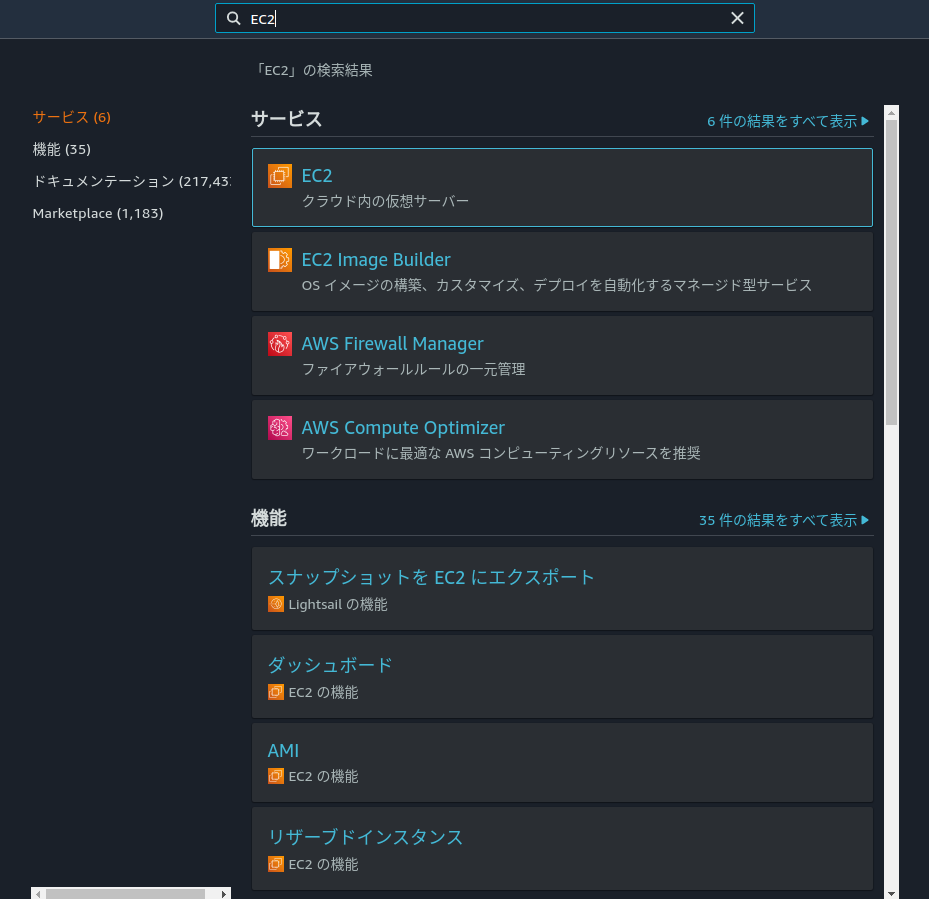 EC2
「EC2」の検索結果
サービス (6)
機能 (35)
ドキュメンテーション (217,43
Marketplace (1,183)
サービス
6 件の結果をすべて表示
EC2
クラウド内の仮想サーバー
EC2 Image Builder
OS イメージの構築、カスタマイズ、デプロイを自動化するマネージド型サービス
AWS Firewall Manager
ファイアウォールルールの一元管理
AWS Compute Optimizer
ワークロードに最適な AWS コンピューティングリソースを推奨
機能
35 件の結果をすべて表示
スナップショットを EC2 にエクスポート
Lightsail の機能
ダッシュボード
EC2 の機能
AMI
EC2 の機能
リザーブドインスタンス
EC2 の機能